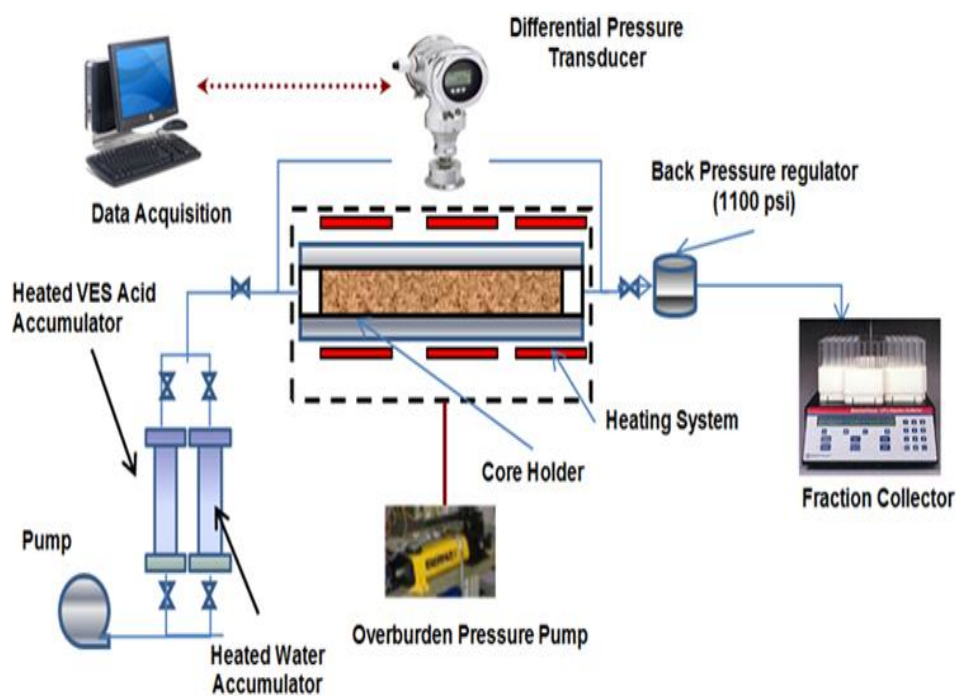 Differential Pressure
Transducer
Data Acquisition
Back Pressure regulator
(1100 psi)
Heated VES Acid
Accumulator
Heating System
Core Holder
Fraction Collector
Pump
Overburden Pressure Pump
Heated Water
Accumulator